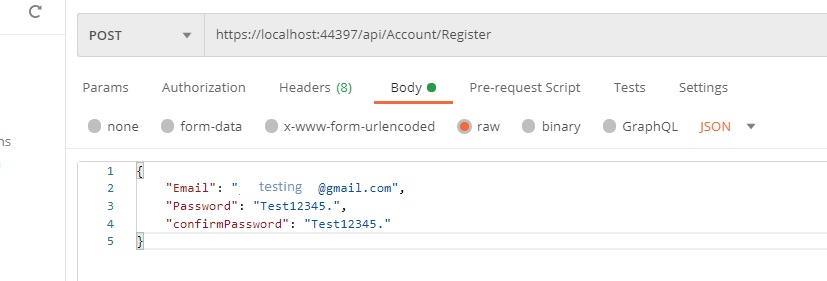 POST https://localhost:44397/api/Account/Register
Params Authorization Headers (8) Body Pre-request Script Tests Settings
none form-data x-www-form-urlencoded raw binary GraphQL JSON
ns
1 {
2 "Email": " testing @gmail.com",
3 "Password": "Test12345.",
4 "confirmPassword": "Test12345."
5 }